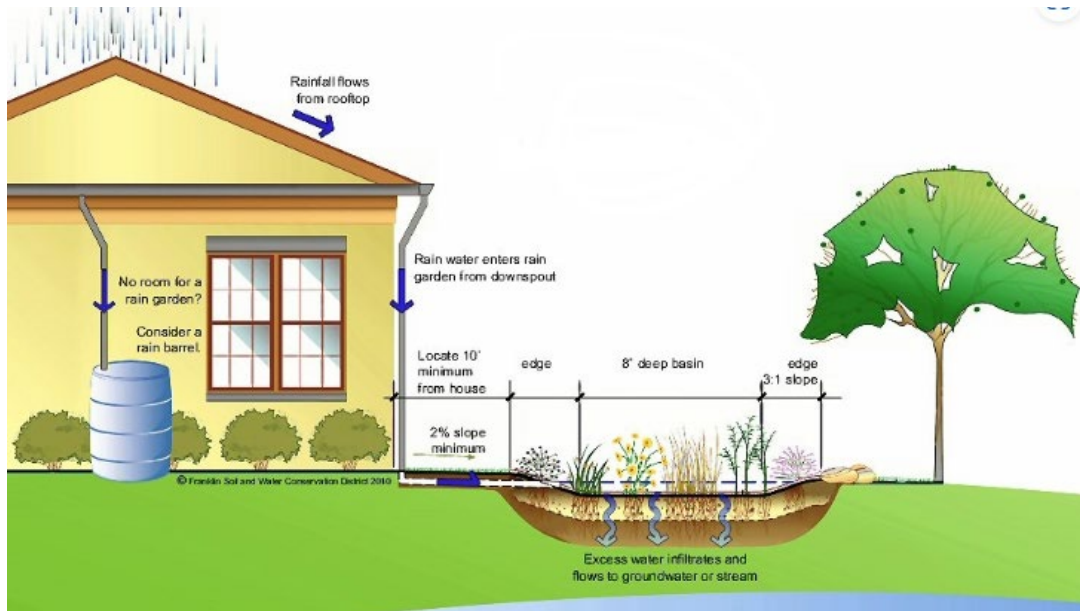 Rainfall flows
from rooftop
Rain water enters rain
garden from downspout
No room for a
rain garden?
Consider a
rain barrel.
Locate 10'
minimum
from house
edge
8" deep basin
edge
3:1 slope
2% slope
minimum
© Franklin Soil and Water Conservation District 2010
Excess water infiltrates and
flows to groundwater or stream